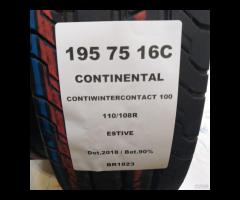 195 75 16C
CONTINENTAL
CONTIWINTERCONTACT 100
110/108R
ESTIVE
Dot.2018 / Bat.90%
BR1823